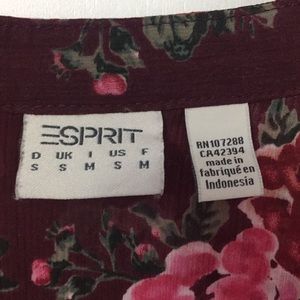 ESPRIT
D UK I US F
S S M S M
RN107288
CA42394
made in
fabriqué en
Indonesia